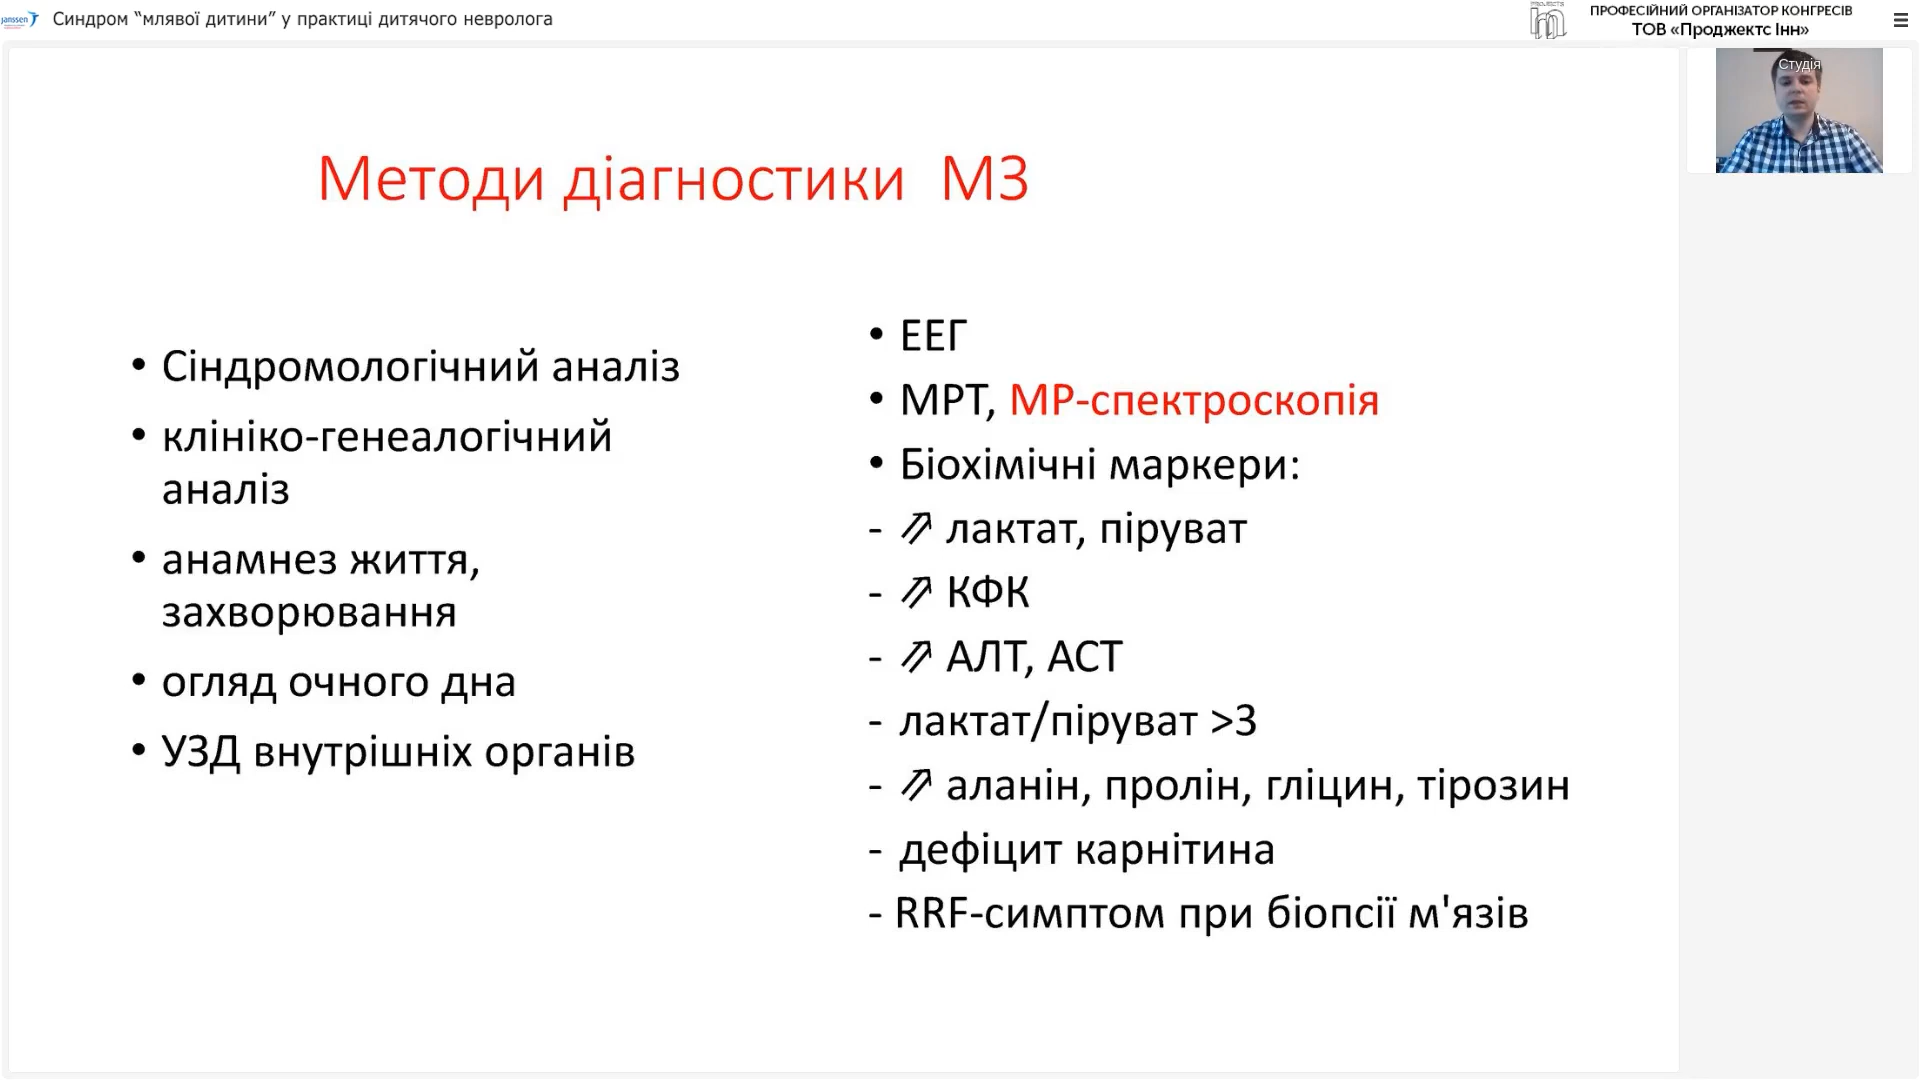 janssen
Синдром “млявої дитини” у практиці дитячого невролога
ПРОФЕСІЙНИЙ ОРГАНІЗАТОР КОНГРЕСІВ
ТОВ «Проджектс Інн»
Студія
Методи діагностики МЗ
• Сіндромологічний аналіз
• клініко-генеалогічний
аналіз
• анамнез життя,
захворювання
• огляд очного дна
• УЗД внутрішніх органів
• ЕЕГ
• МРТ, МР-спектроскопія
• Біохімічні маркери:
- ⇗ лактат, піруват
- ⇗ КФК
- ⇗ АЛТ, АСТ
- лактат/піруват >3
- ⇗ аланін, пролін, гліцин, тірозин
- дефіцит карнітина
- RRF-симптом при біопсії м'язів